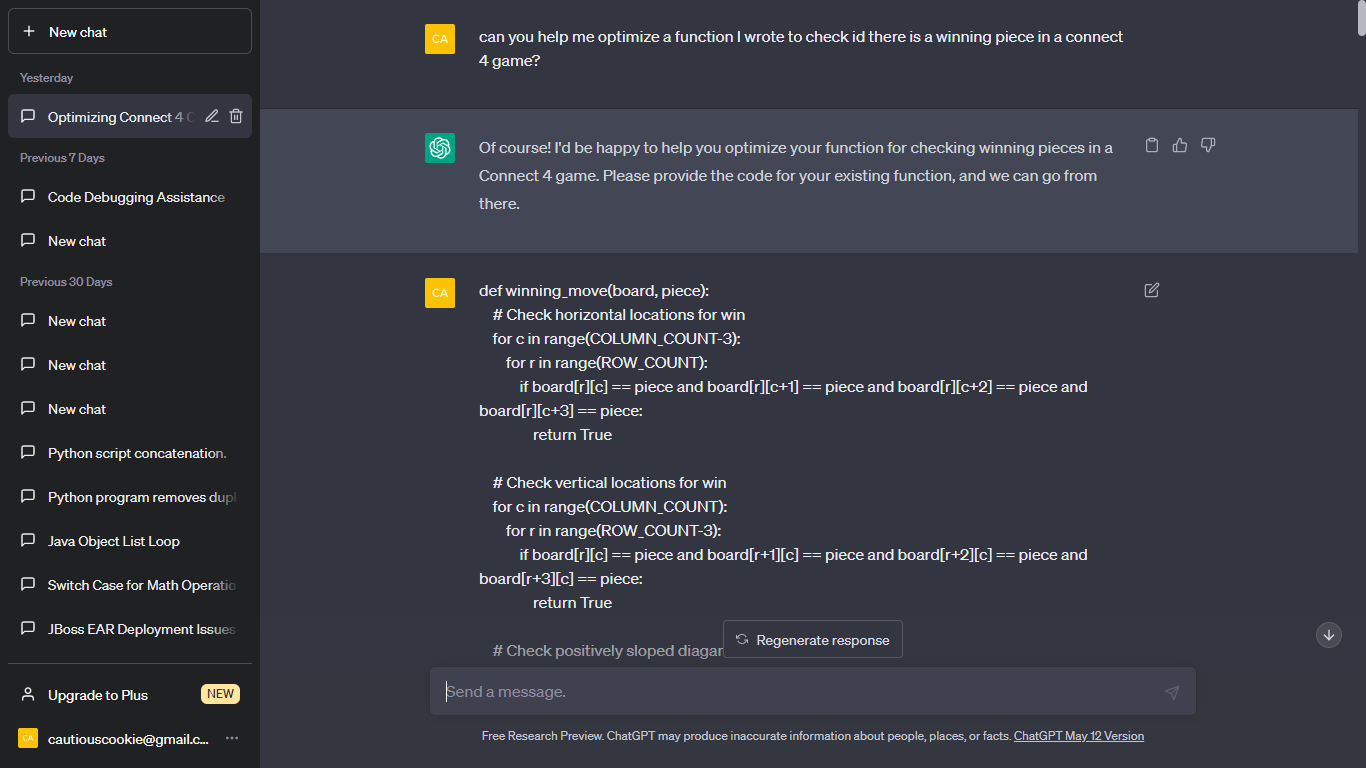 New chat
Yesterday
Optimizing Connect 4
Previous 7 Days
Code Debugging Assistance
New chat
Previous 30 Days
New chat
New chat
New chat
Python script concatenation.
Python program removes dupl
Java Object List Loop
Switch Case for Math Operatio
JBoss EAR Deployment Issues
Upgrade to Plus NEW
CA cautiouscookie@gmail.c...
CA
can you help me optimize a function I wrote to check id there is a winning piece in a connect
4 game?
Of course! I'd be happy to help you optimize your function for checking winning pieces in a
Connect 4 game. Please provide the code for your existing function, and we can go from
there.
CA
def winning_move(board, piece):
# Check horizontal locations for win
for c in range(COLUMN_COUNT-3):
for r in range(ROW_COUNT):
if board[r][c] == piece and board[r][c+1] == piece and board[r][c+2] == piece and
board[r][c+3] == piece:
return True
# Check vertical locations for win
for c in range(COLUMN_COUNT):
for r in range(ROW_COUNT-3):
if board[r][c] == piece and board[r+1][c] == piece and board[r+2][c] == piece and
board[r+3][c] == piece:
return True
# Check positively sloped diagar
Regenerate response
Send a message.
Free Research Preview. ChatGPT may produce inaccurate information about people, places, or facts. ChatGPT May 12 Version